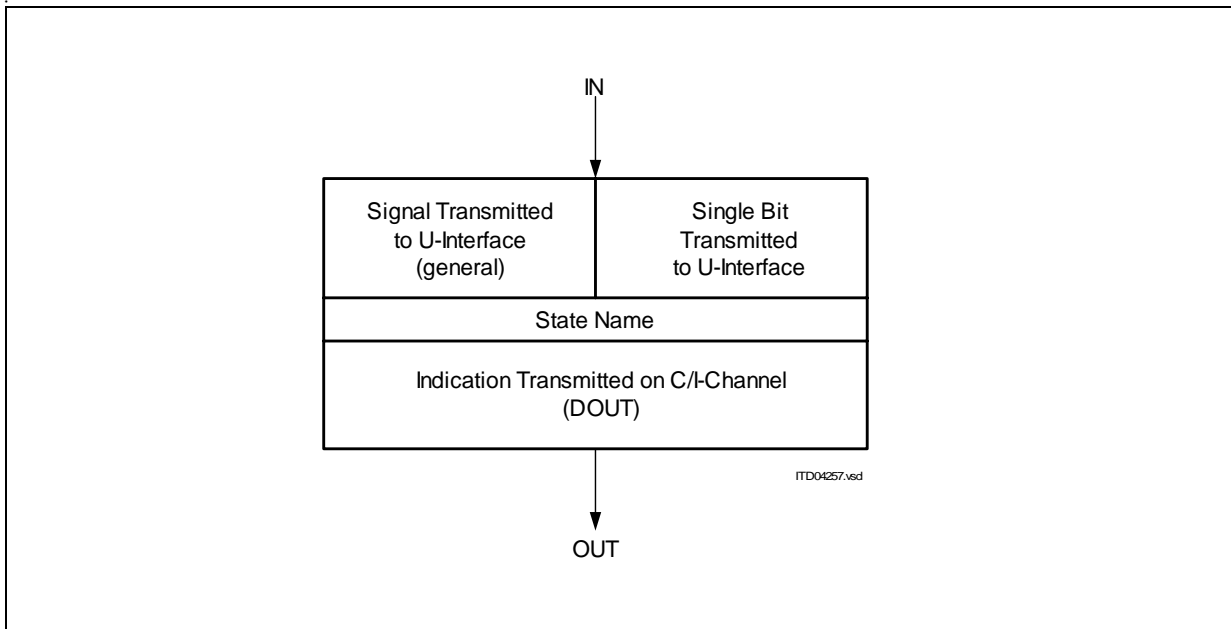 IN
Signal Transmitted
to U-Interface
(general)
Single Bit
Transmitted
to U-Interface
State Name
Indication Transmitted on C/I-Channel
(DOUT)
ITD04257.vsd
OUT